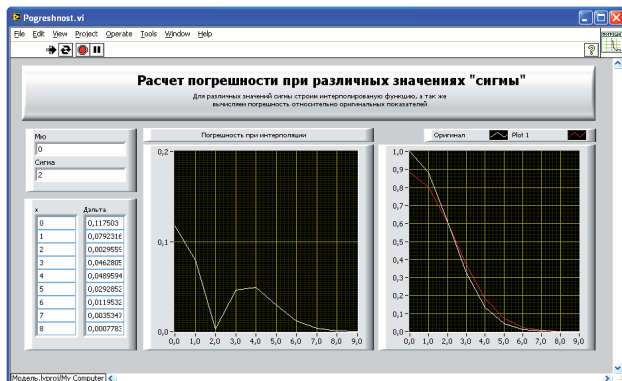 Pogreshnost.vi
File Edit View Project Operate Tools Window Help
Расчет погрешности при различных значениях "сигмы"
Для различных значений сигмы строим интерполированую функцию, а так же
вычисляем погрешность относительно оригинальных показателей
Мю
0
Сигма
2
x Дэльта
0 0,117503
1 0,079231
2 0,002955
3 0,046280
4 0,0489594
5 0,029285
6 0,0119532
7 0,003534
8 0,000778
Погрешность при интерполяции
0,2
0,1
0,0
0,0 1,0 2,0 3,0 4,0 5,0 6,0 7,0 8,0 9,0
Оригинал Plot 1
1,0
0,9
0,8
0,7
0,6
0,5
0,4
0,3
0,2
0,1
0,0
0,0 1,0 2,0 3,0 4,0 5,0 6,0 7,0 8,0 9,0
Модель.lvproj/My Computer